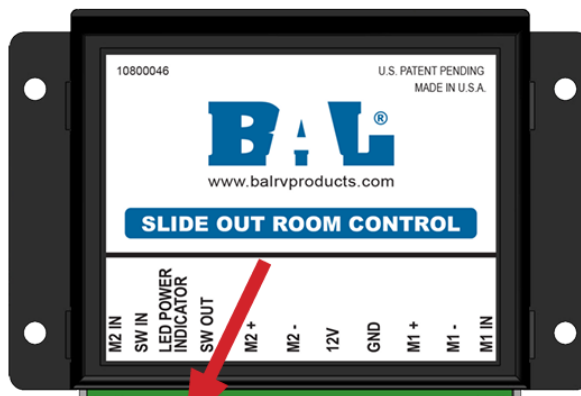 10800046
U.S. PATENT PENDING
MADE IN U.S.A.
BAL®
www.balrvproducts.com
SLIDE OUT ROOM CONTROL
M2 IN
SW IN
LED POWER
INDICATOR
SW OUT
M2 +
M2 -
12V
GND
M1 +
M1 -
M1 IN